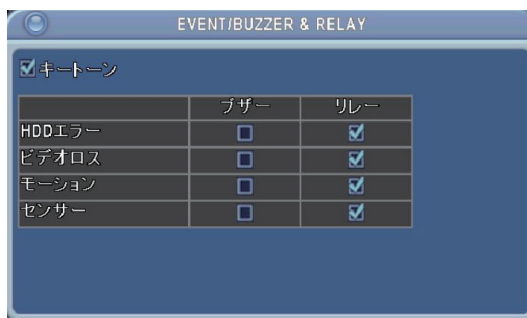 EVENT/BUZZER & RELAY
キートーン
ブザー リレー
HDDエラー
ビデオロス
モーション
センサー